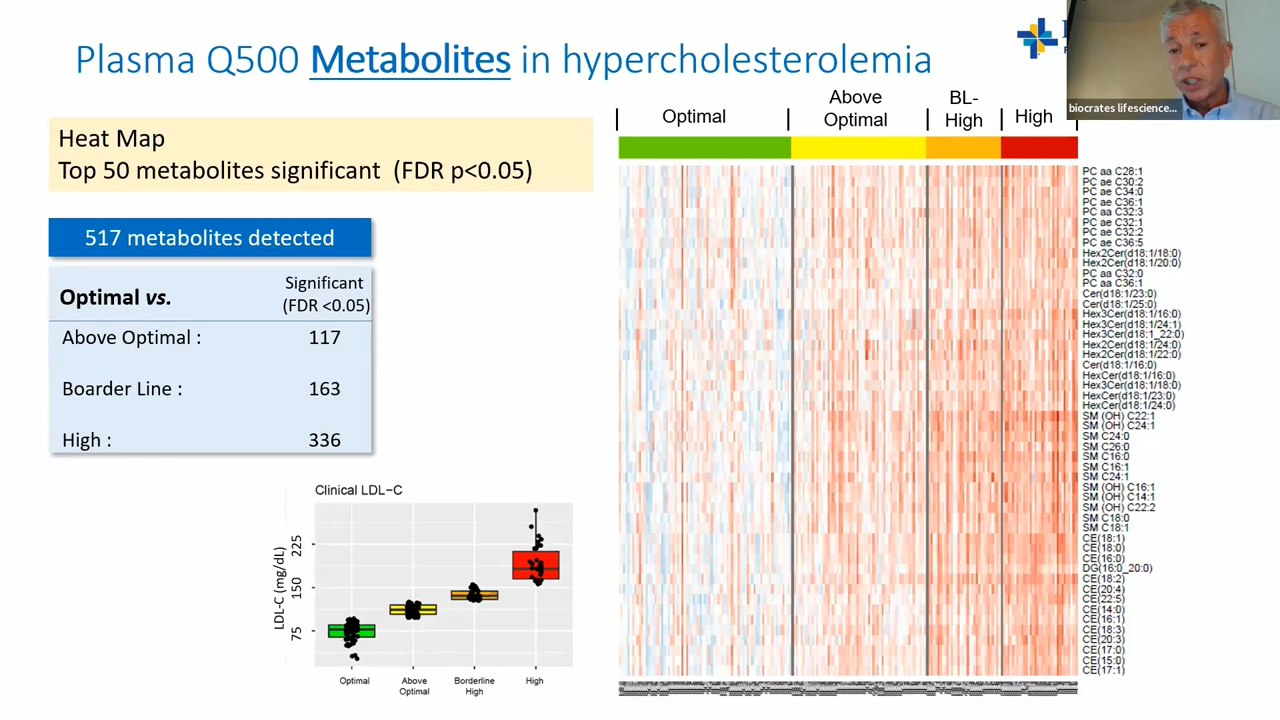 Plasma Q500 Metabolites in hypercholesterolemia
biocrates lifescience...
Heat Map
Top 50 metabolites significant (FDR p<0.05)
517 metabolites detected
Optimal vs.
Significant
(FDR <0.05)
Above Optimal : 117
Boarder Line : 163
High : 336
Clinical LDL-C
LDL-C (mg/dL)
225
150
75
Optimal
Above
Optimal
Borderline
High
High
Optimal
Above
Optimal
BL-
High
High
PC aa C28:1
PC ae C30:2
PC ae C34:0
PC ae C36:1
PC aa C32:3
PC ae C32:1
PC ae C32:2
PC ae C36:5
Hex2Cer(d18:1/18:0)
Hex2Cer(d18:1/20:0)
PC aa C32:0
PC aa C36:1
Cer(d18:1/23:0)
Cer(d18:1/25:0)
Hex3Cer(d18:1/16:0)
Hex3Cer(d18:1/24:1)
Hex3Cer(d18:1_22:0)
Hex2Cer(d18:1/24:0)
Hex2Cer(d18:1/22:0)
Cer(d18:1/16:0)
HexCer(d18:1/16:0)
Hex3Cer(d18:1/18:0)
HexCer(d18:1/23:0)
HexCer(d18:1/24:0)
SM (OH) C22:1
SM (OH) C24:1
SM C24:0
SM C26:0
SM C16:0
SM C16:1
SM C24:1
SM (OH) C16:1
SM (OH) C14:1
SM (OH) C22:2
SM C18:0
SM C18:1
CE(18:1)
CE(18:0)
CE(16:0)
DG(16:0_20:0)
CE(18:2)
CE(20:4)
CE(22:5)
CE(14:0)
CE(16:1)
CE(18:3)
CE(20:3)
CE(17:0)
CE(15:0)
CE(17:1)